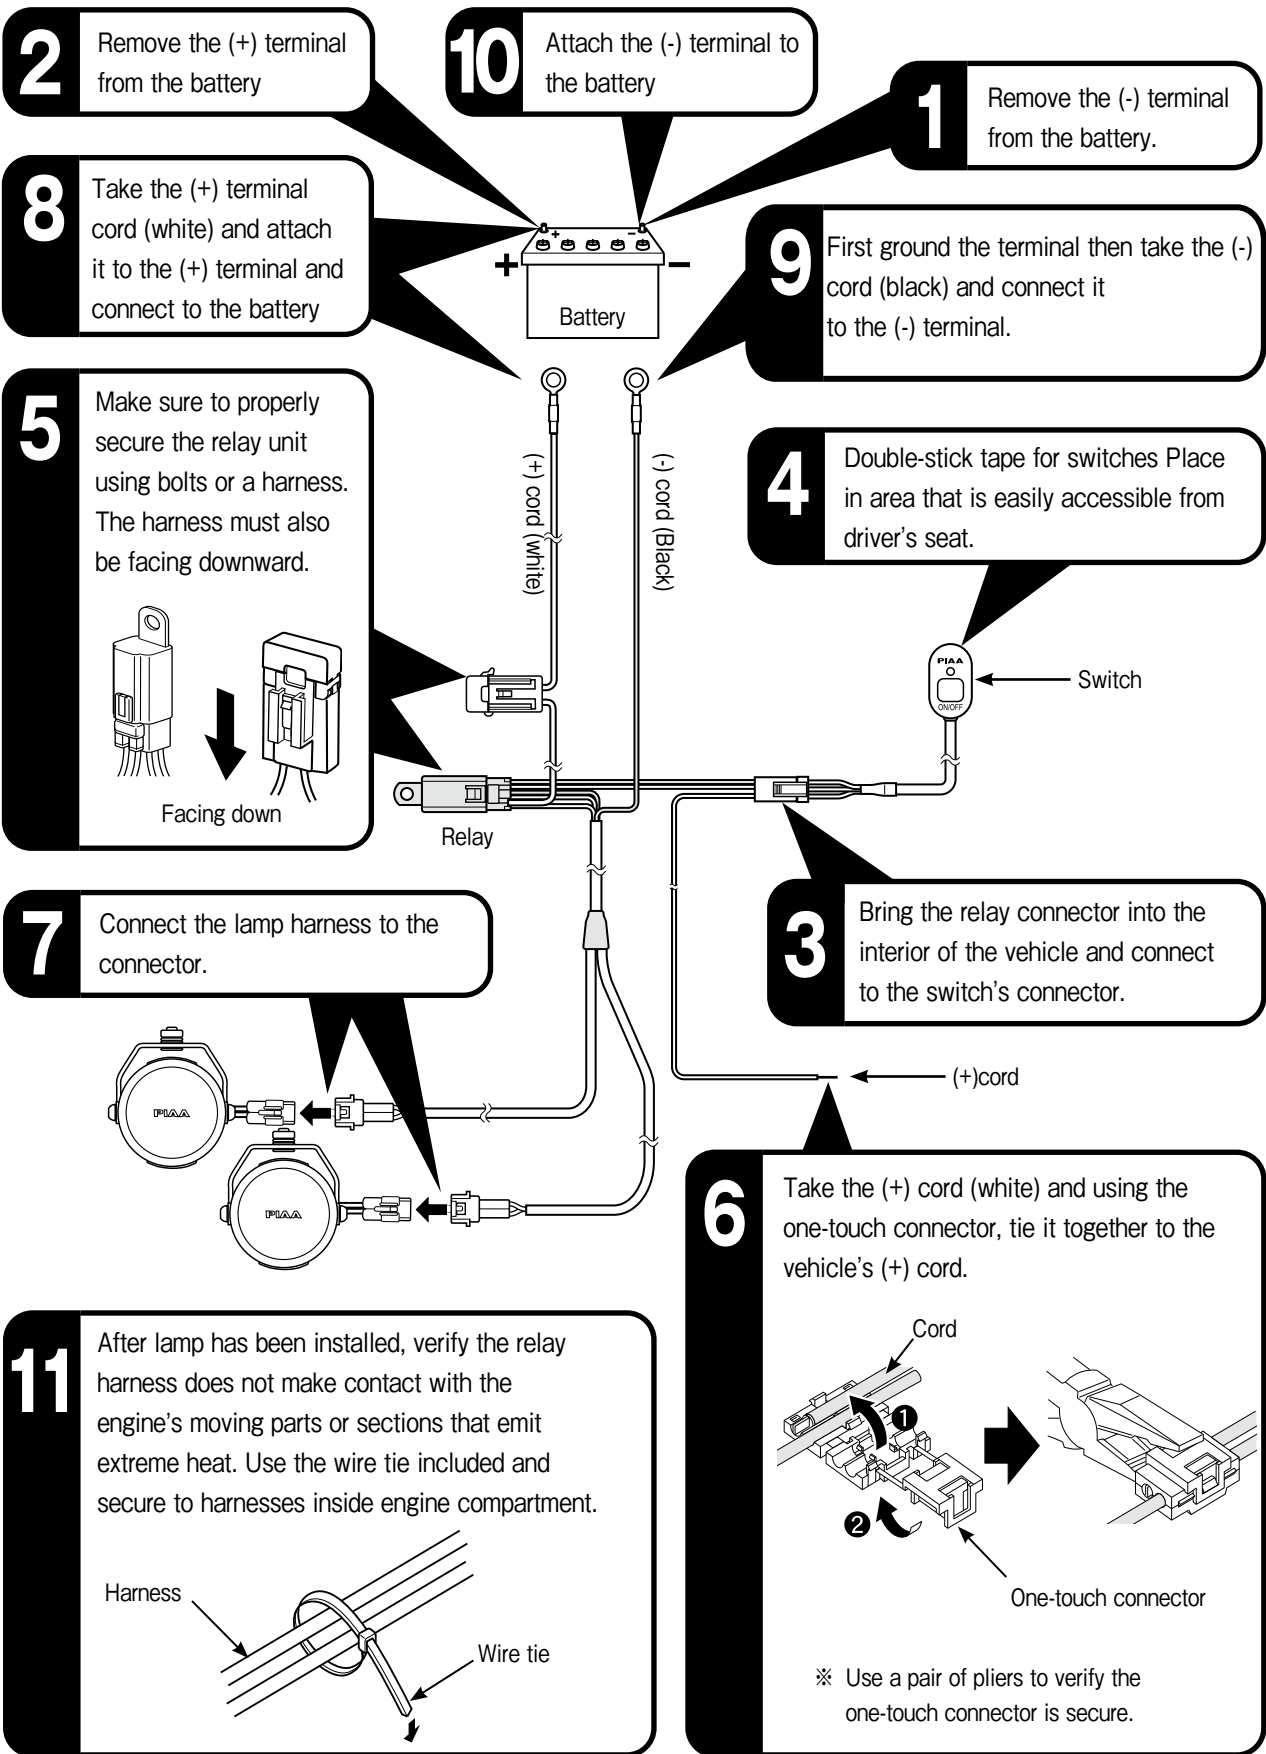 2
Remove the (+) terminal
from the battery
10
Attach the (-) terminal to
the battery
1
Remove the (-) terminal
from the battery.
8
Take the (+) terminal
cord (white) and attach
it to the (+) terminal and
connect to the battery
+
-
+
−
Battery
9
First ground the terminal then take the (-)
cord (black) and connect it
to the (-) terminal.
5
Make sure to properly
secure the relay unit
using bolts or a harness.
The harness must also
be facing downward.
Facing down
(+) cord (white)
(-) cord (Black)
4
Double-stick tape for switches Place
in area that is easily accessible from
driver's seat.
PIAA
ON/OFF
Switch
Relay
7
Connect the lamp harness to the
connector.
3
Bring the relay connector into the
interior of the vehicle and connect
to the switch's connector.
(+)cord
PIAA
PIAA
6
Take the (+) cord (white) and using the
one-touch connector, tie it together to the
vehicle's (+) cord.
Cord
❶
❷
One-touch connector
※ Use a pair of pliers to verify the
one-touch connector is secure.
11
After lamp has been installed, verify the relay
harness does not make contact with the
engine's moving parts or sections that emit
extreme heat. Use the wire tie included and
secure to harnesses inside engine compartment.
Harness
Wire tie